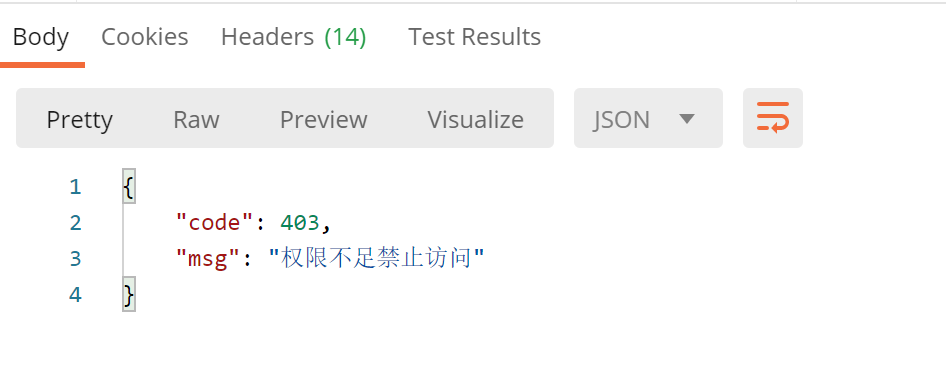 Body Cookies Headers (14) Test Results
Pretty Raw Preview Visualize JSON
1 {
2 "code": 403,
3 "msg": "权限不足禁止访问"
4 }